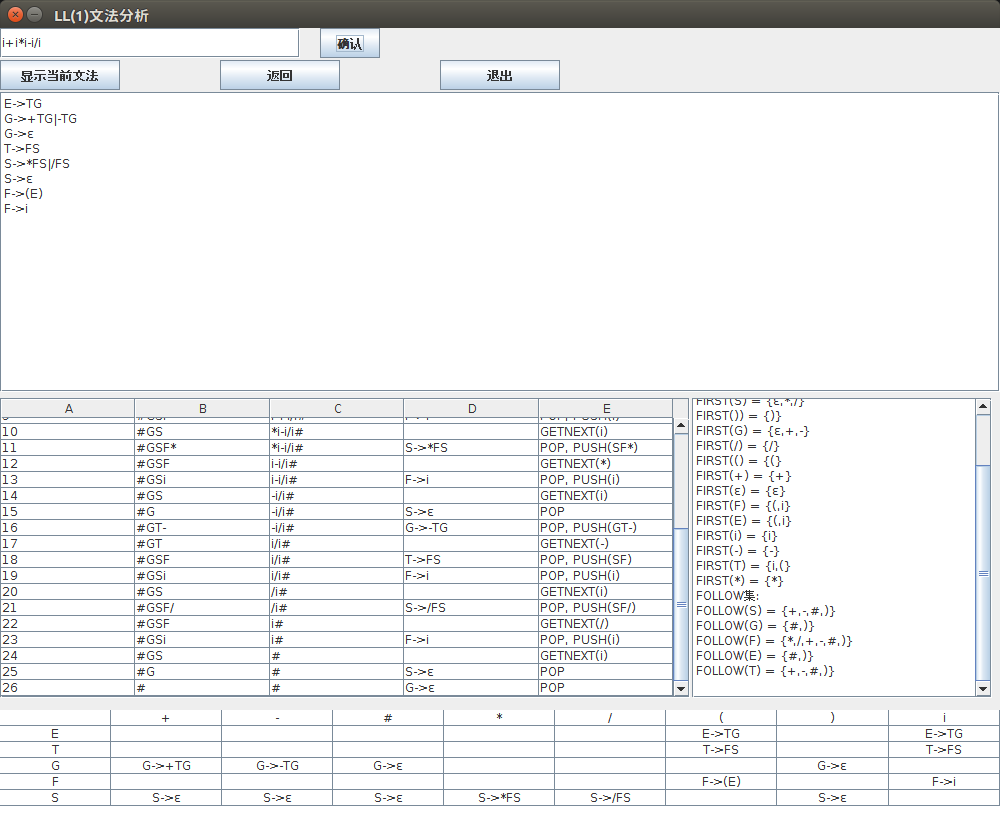 LL(1)文法分析
i+i*i-i/i 确认
显示当前文法 返回 退出
E->TG
G->+TG|-TG
G->ε
T->FS
S->*FS|/FS
S->ε
F->(E)
F->i
A B C D E
10 #GS *i-i/i# GETNEXT(i)
11 #GSF* *i-i/i# S->*FS POP, PUSH(SF*)
12 #GSF i-i/i# GETNEXT(*)
13 #GSi i-i/i# F->i POP, PUSH(i)
14 #GS -i/i# GETNEXT(i)
15 #G -i/i# S->ε POP
16 #GT- -i/i# G->-TG POP, PUSH(GT-)
17 #GT i/i# GETNEXT(-)
18 #GSF i/i# T->FS POP, PUSH(SF)
19 #GSi i/i# F->i POP, PUSH(i)
20 #GS /i# GETNEXT(i)
21 #GSF/ /i# S->/FS POP, PUSH(SF/)
22 #GSF i# GETNEXT(/)
23 #GSi i# F->i POP, PUSH(i)
24 #GS # GETNEXT(i)
25 #G # S->ε POP
26 # # G->ε POP
FIRST(S) = {ε,*,/}
FIRST()) = {)}
FIRST(G) = {ε,+,-}
FIRST(/) = {/}
FIRST(() = {(}
FIRST(+) = {+}
FIRST(ε) = {ε}
FIRST(F) = {(,i}
FIRST(E) = {(,i}
FIRST(i) = {i}
FIRST(-) = {-}
FIRST(T) = {i,(}
FIRST(*) = {*}
FOLLOW集:
FOLLOW(S) = {+,-,#,)}
FOLLOW(G) = {#,)}
FOLLOW(F) = {*,/,+,-,#,)}
FOLLOW(E) = {#,)}
FOLLOW(T) = {+,-,#,)}
+ - # * / ( ) i
E E->TG E->TG
T T->FS T->FS
G G->+TG G->-TG G->ε G->ε
F F->(E) F->i
S S->ε S->ε S->ε S->*FS S->/FS S->ε